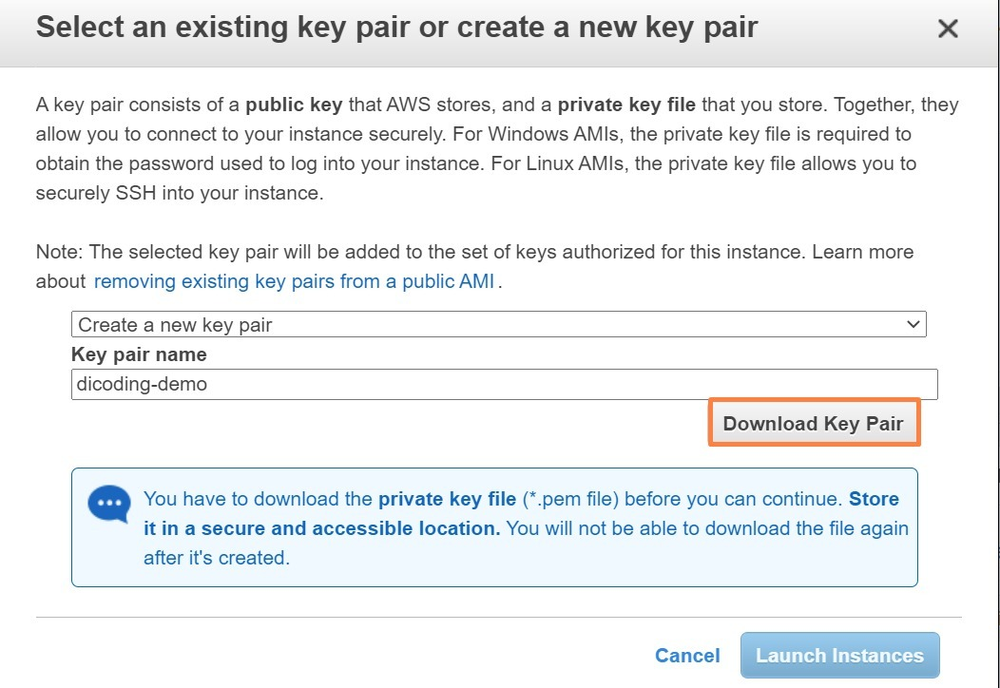 Select an existing key pair or create a new key pair
A key pair consists of a public key that AWS stores, and a private key file that you store. Together, they
allow you to connect to your instance securely. For Windows AMIs, the private key file is required to
obtain the password used to log into your instance. For Linux AMIs, the private key file allows you to
securely SSH into your instance.
Note: The selected key pair will be added to the set of keys authorized for this instance. Learn more
about removing existing key pairs from a public AMI.
Create a new key pair
Key pair name
dicoding-demo
Download Key Pair
You have to download the private key file (*.pem file) before you can continue. Store
it in a secure and accessible location. You will not be able to download the file again
after it's created.
Cancel Launch Instances